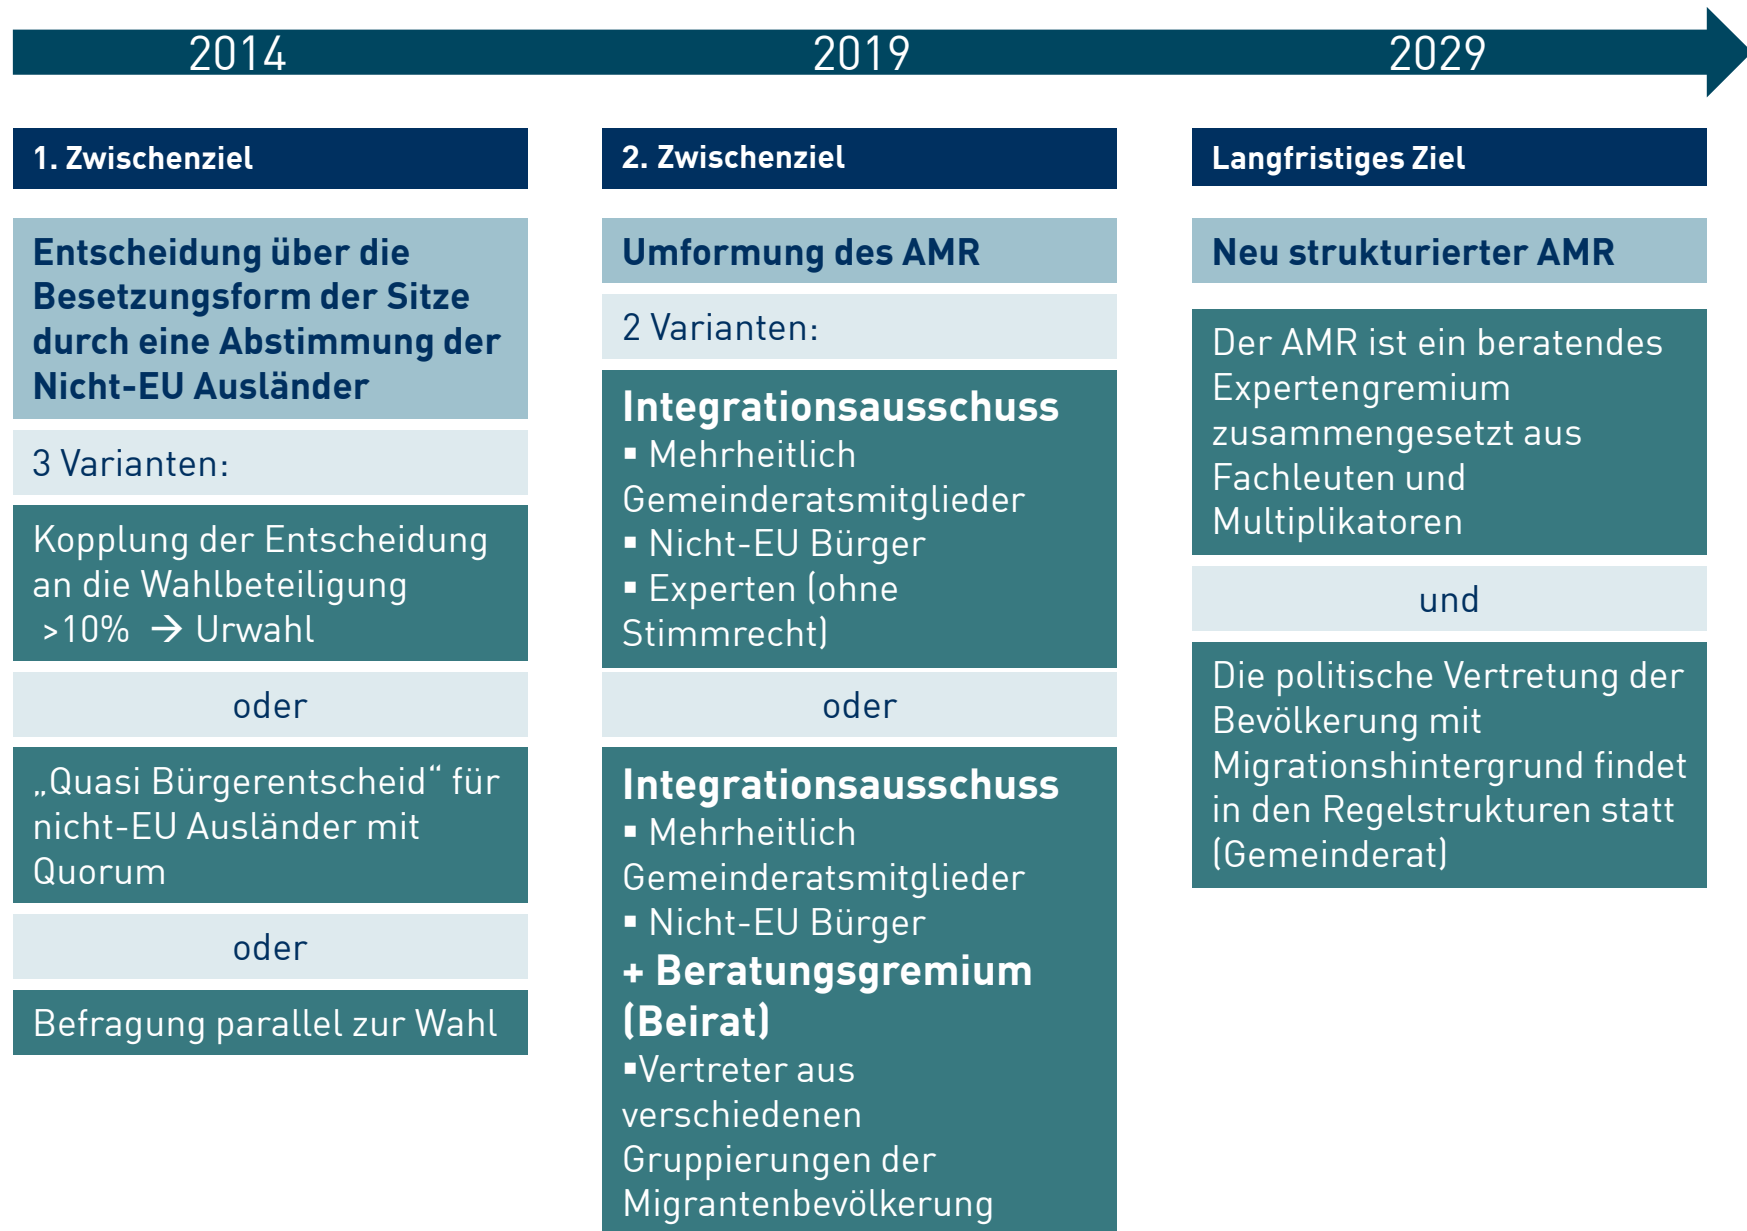 2014 2019 2029
1. Zwischenziel
Entscheidung über die
Besetzungsform der Sitze
durch eine Abstimmung der
Nicht-EU Ausländer
3 Varianten:
Kopplung der Entscheidung
an die Wahlbeteiligung
>10% → Urwahl
oder
„Quasi Bürgerentscheid“ für
nicht-EU Ausländer mit
Quorum
oder
Befragung parallel zur Wahl
2. Zwischenziel
Umformung des AMR
2 Varianten:
Integrationsausschuss
▪ Mehrheitlich
Gemeinderatsmitglieder
▪ Nicht-EU Bürger
▪ Experten (ohne
Stimmrecht)
oder
Integrationsausschuss
▪ Mehrheitlich
Gemeinderatsmitglieder
▪ Nicht-EU Bürger
+ Beratungsgremium
(Beirat)
▪Vertreter aus
verschiedenen
Gruppierungen der
Migrantenbevölkerung
Langfristiges Ziel
Neu strukturierter AMR
Der AMR ist ein beratendes
Expertengremium
zusammengesetzt aus
Fachleuten und
Multiplikatoren
und
Die politische Vertretung der
Bevölkerung mit
Migrationshintergrund findet
in den Regelstrukturen statt
(Gemeinderat)